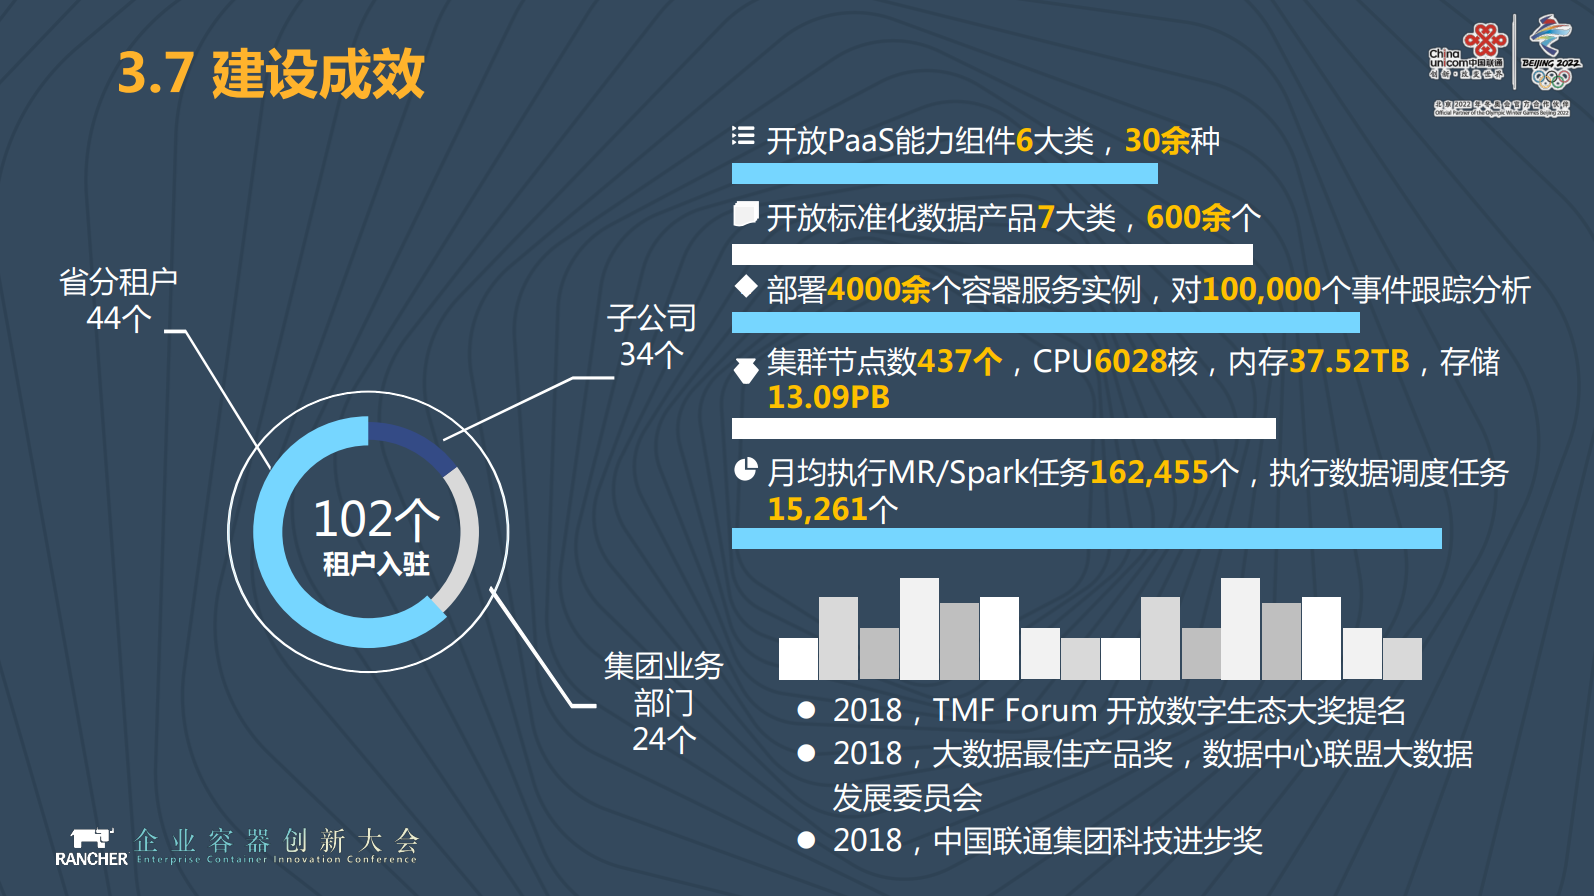 3.7 建设成效
China
unicom中国联通
创新·改变世界
BEIJING 2022
北京2022年冬奥会官方合作伙伴
Official Partner of the Olympic Winter Games Beijing 2022
开放PaaS能力组件6大类，30余种
开放标准化数据产品7大类，600余个
部署4000余个容器服务实例，对100,000个事件跟踪分析
集群节点数437个，CPU6028核，内存37.52TB，存储
13.09PB
月均执行MR/Spark任务162,455个，执行数据调度任务
15,261个
省分租户
44个
子公司
34个
102个
租户入驻
集团业务
部门
24个
2018，TMF Forum 开放数字生态大奖提名
2018，大数据最佳产品奖，数据中心联盟大数据
发展委员会
2018，中国联通集团科技进步奖
RANCHER
企业容器创新大会
Enterprise Container Innovation Conference